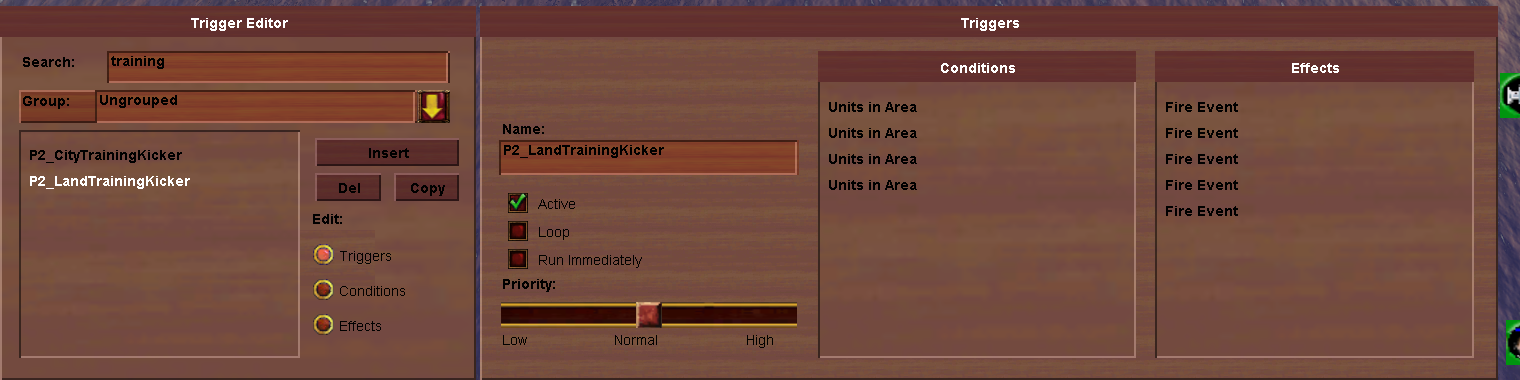 Trigger Editor
Search:
training
Group:
Ungrouped
P2_CityTrainingKicker
P2_LandTrainingKicker
Insert
Del
Copy
Edit:
Triggers
Conditions
Effects
Triggers
Name:
P2_LandTrainingKicker
Active
Loop
Run Immediately
Priority:
Low
Normal
High
Conditions
Units in Area
Units in Area
Units in Area
Units in Area
Effects
Fire Event
Fire Event
Fire Event
Fire Event
Fire Event